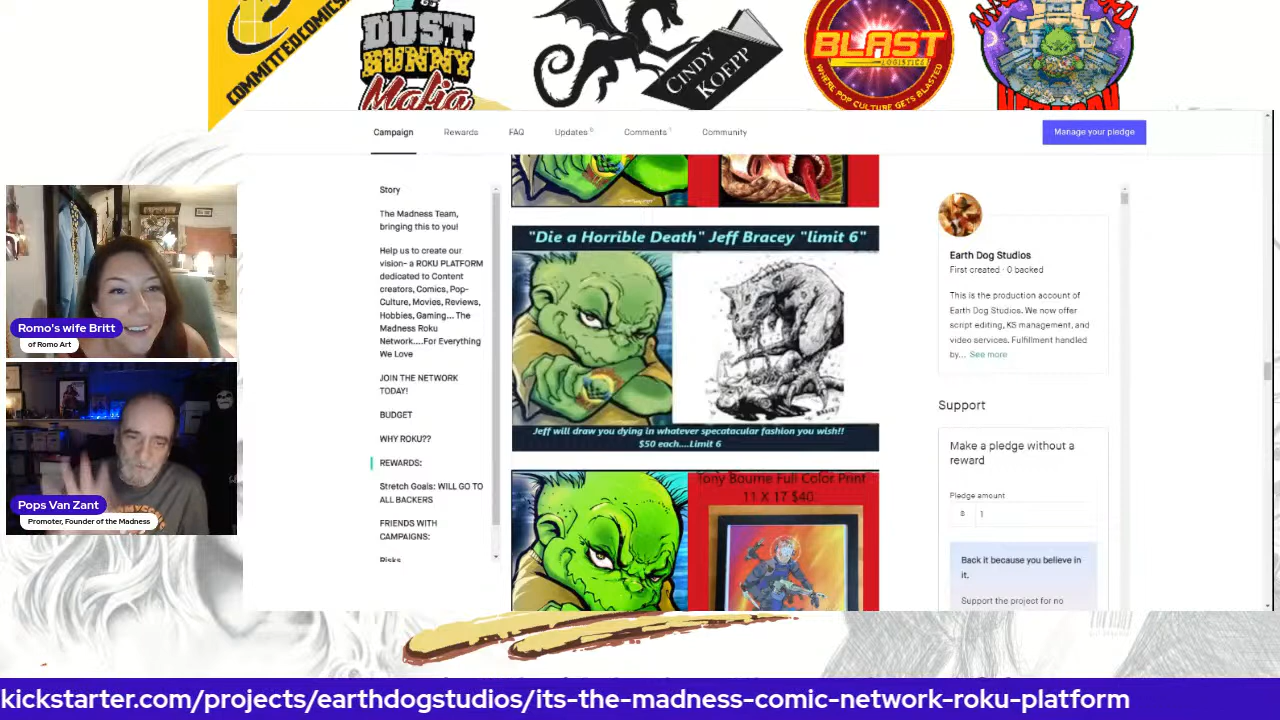 COMMITTEDCOMICS
DUST
BUNNY
Mafia
CINDY
KOEPP
BLAST
LOGISTICS
WHERE POP CULTURE GETS BLASTED
NETWORK
Campaign
Rewards
FAQ
Updates 6
Comments 1
Community
Manage your pledge
Story
The Madness Team,
bringing this to you!
Help us to create our
vision- a ROKU PLATFORM
dedicated to Content
creators, Comics, Pop-
Culture, Movies, Reviews,
Hobbies, Gaming... The
Madness Roku
Network....For Everything
We Love
JOIN THE NETWORK
TODAY!
BUDGET
WHY ROKU??
REWARDS:
Stretch Goals: WILL GO TO
ALL BACKERS
FRIENDS WITH
CAMPAIGNS:
Risks
"Die a Horrible Death" Jeff Bracey "limit 6"
Jeff will draw you dying in whatever specatacular fashion you wish!!
$50 each....Limit 6
Tony Bourne Full Color Print
11 X 17 $40
Earth Dog Studios
First created · 0 backed
This is the production account of
Earth Dog Studios. We now offer
script editing, KS management, and
video services. Fulfillment handled
by... See more
Support
Make a pledge without a
reward
Pledge amount
1
Back it because you believe in
it.
Support the project for no
Romo's wife Britt
of Romo Art
Pops Van Zant
Promoter, Founder of the Madness
kickstarter.com/projects/earthdogstudios/its-the-madness-comic-network-roku-platform